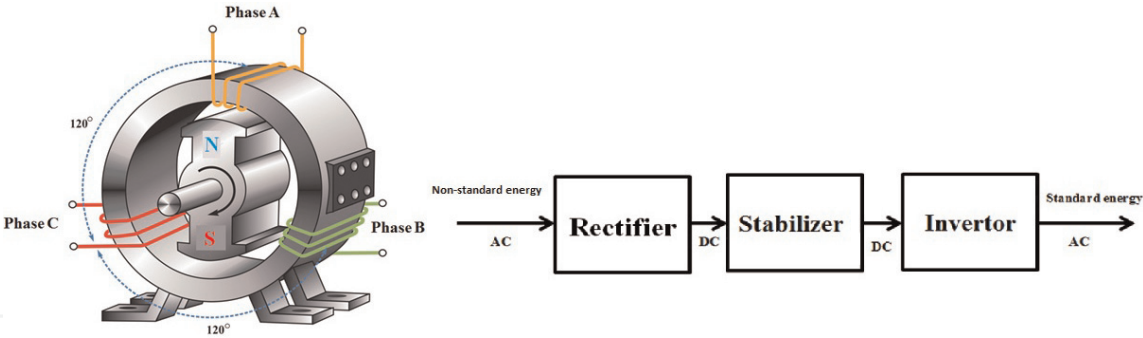 Phase A
120°
N
Phase C
S
Phase B
120°
Non-standard energy
AC
Rectifier
DC
Stabilizer
DC
Invertor
Standard energy
AC